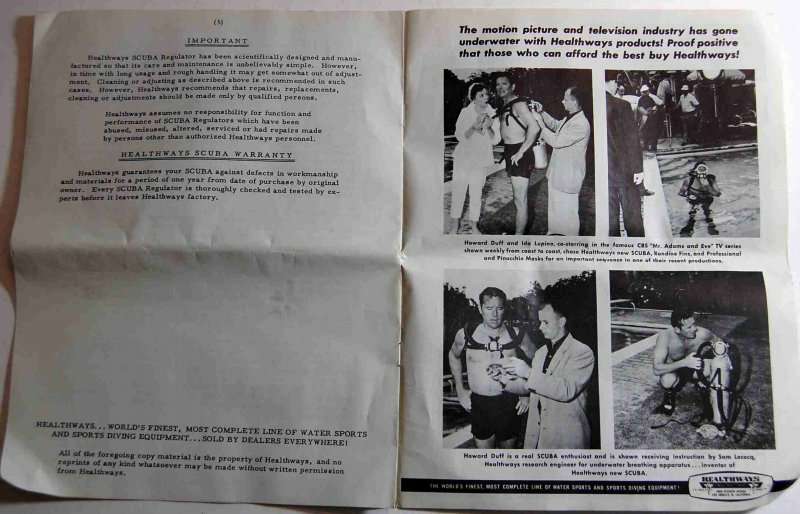 (5)
IMPORTANT
Healthways SCUBA Regulator has been scientifically designed and manu-
factured so that its care and maintenance is unbelievably simple. However,
in time with long usage and rough handling it may get somewhat out of adjust-
ment. Cleaning or adjusting as described above is recommended in such
cases. However, Healthways recommends that repairs, replacements,
cleaning or adjustments should be made only by qualified persons.
Healthways assumes no responsibility for function and
performance of SCUBA Regulators which have been
abused, misused, altered, serviced or had repairs made
by persons other than authorized Healthways personnel.
HEALTHWAYS SCUBA WARRANTY
Healthways guarantees your SCUBA against defects in workmanship
and materials for a period of one year from date of purchase by original
owner. Every SCUBA Regulator is thoroughly checked and tested by ex-
perts before it leaves Healthways factory.
HEALTHWAYS...WORLD'S FINEST, MOST COMPLETE LINE OF WATER SPORTS
AND SPORTS DIVING EQUIPMENT...SOLD BY DEALERS EVERYWHERE!
All of the foregoing copy material is the property of Healthways, and no
reprints of any kind whatsoever may be made without written permission
from Healthways.
The motion picture and television industry has gone
underwater with Healthways products! Proof positive
that those who can afford the best buy Healthways!
Howard Duff and Ida Lupino, co-starring in the famous CBS "Mr. Adams and Eve" TV series
shown weekly from coast to coast, chose Healthways new SCUBA, Rondine Fins, and Professional
and Pinocchio Masks for an important sequence in one of their recent productions.
Howard Duff is a real SCUBA enthusiast and is shown receiving instruction by Sam Lecocq,
Healthways research engineer for underwater breathing apparatus...inventor of
Healthways new SCUBA.
THE WORLD'S FINEST, MOST COMPLETE LINE OF WATER SPORTS AND SPORTS DIVING EQUIPMENT!
HEALTHWAYS